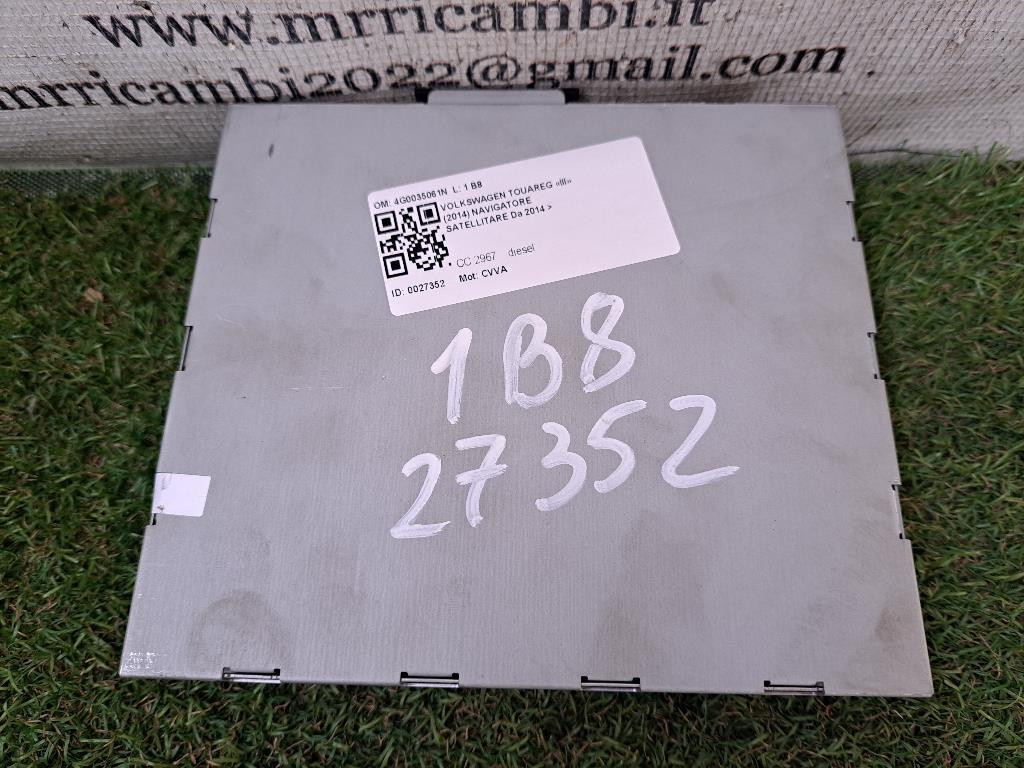 www.mrricambi.it
mrricambi2022@gmail.com
OM: 4G0035061N L: 1 B8
VOLKSWAGEN TOUAREG «III»
(2014) NAVIGATORE
SATELLITARE Da 2014 >
CC 2967 diesel
ID: 0027352 Mot: CVVA
1B8
27352